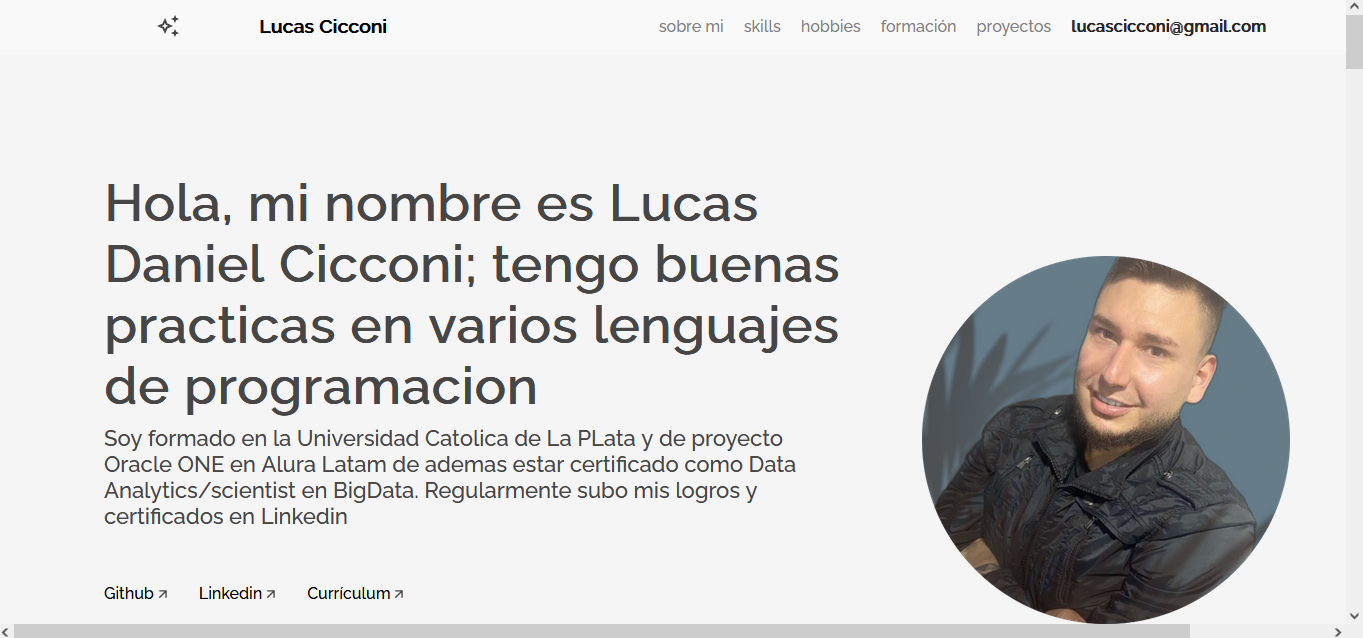 Lucas Cicconi
sobre mi skills hobbies formación proyectos lucascicconi@gmail.com
Hola, mi nombre es Lucas
Daniel Cicconi; tengo buenas
practicas en varios lenguajes
de programacion
Soy formado en la Universidad Catolica de La PLata y de proyecto
Oracle ONE en Alura Latam de ademas estar certificado como Data
Analytics/scientist en BigData. Regularmente subo mis logros y
certificados en Linkedin
Github Linkedin Currículum